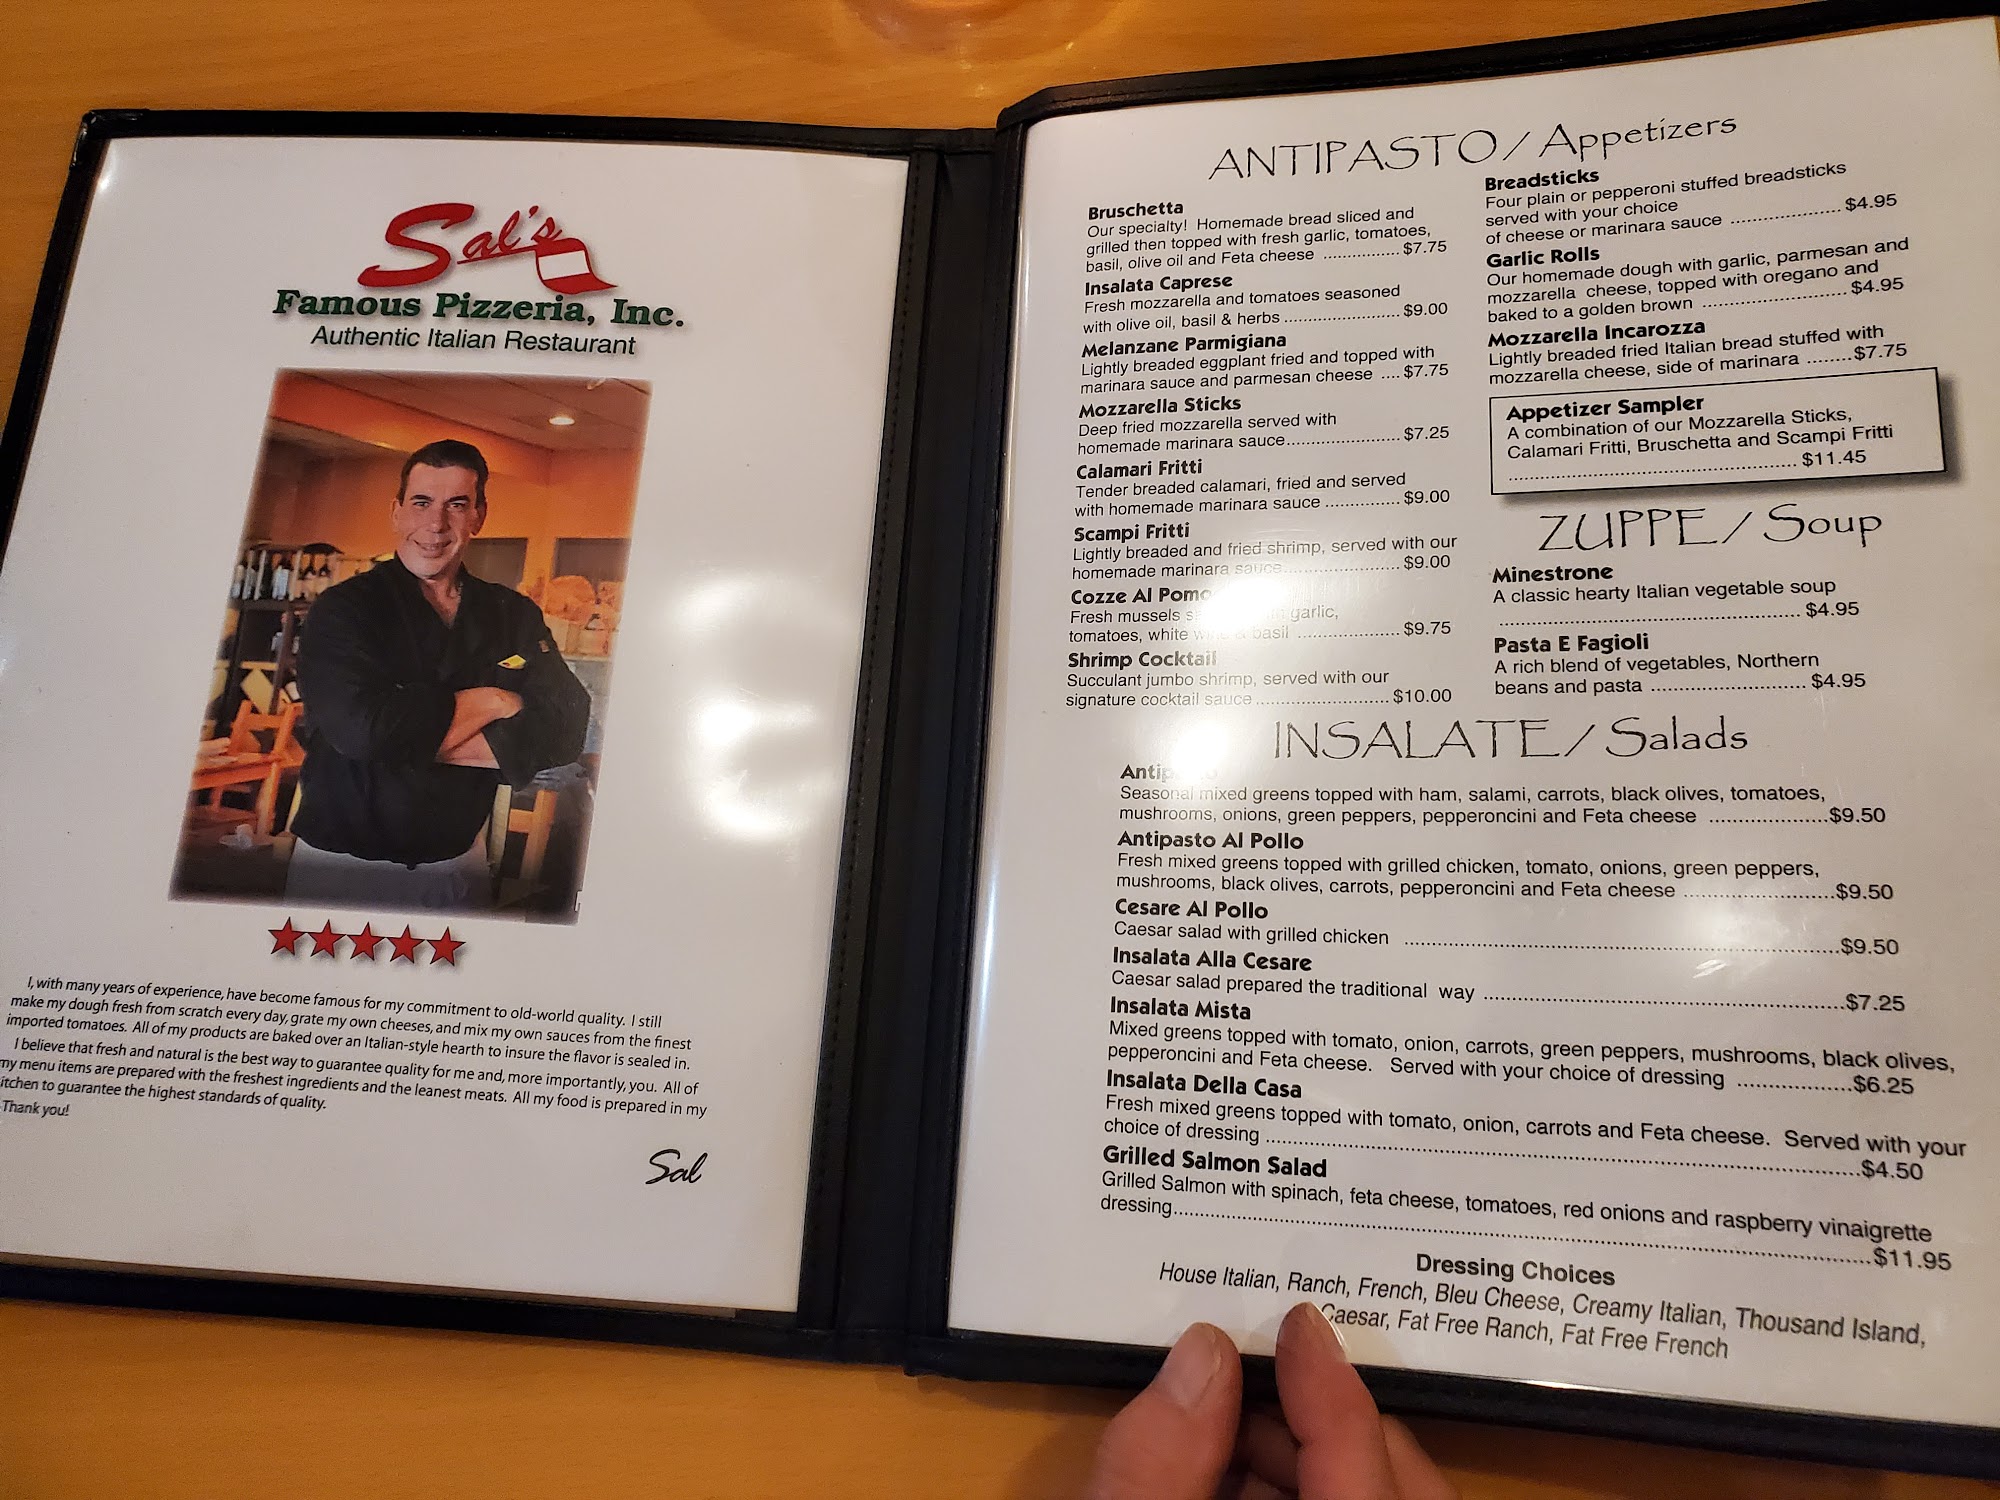 Sal's
Famous Pizzeria, Inc.
Authentic Italian Restaurant
I, with many years of experience, have become famous for my commitment to old-world quality. I still
make my dough fresh from scratch every day, grate my own cheeses, and mix my own sauces from the finest
imported tomatoes. All of my products are baked over an Italian-style hearth to insure the flavor is sealed in.
I believe that fresh and natural is the best way to guarantee quality for me and, more importantly, you. All of
my menu items are prepared with the freshest ingredients and the leanest meats. All my food is prepared in my
itchen to guarantee the highest standards of quality.
Thank you!
Sal
ANTIPASTO / Appetizers
Bruschetta
Our specialty! Homemade bread sliced and
grilled then topped with fresh garlic, tomatoes,
basil, olive oil and Feta cheese ................ $7.75
Insalata Caprese
Fresh mozzarella and tomatoes seasoned
with olive oil, basil & herbs ........................ $9.00
Melanzane Parmigiana
Lightly breaded eggplant fried and topped with
marinara sauce and parmesan cheese .... $7.75
Mozzarella Sticks
Deep fried mozzarella served with
homemade marinara sauce........................ $7.25
Calamari Fritti
Tender breaded calamari, fried and served
with homemade marinara sauce ................ $9.00
Scampi Fritti
Lightly breaded and fried shrimp, served with our
homemade marinara sauce........................ $9.00
Cozze Al
Fresh mussels garlic,
tomatoes, white wine & basil ..................... $9.75
Shrimp Cocktail
Succulant jumbo shrimp, served with our
signature cocktail sauce ............................ $10.00
Breadsticks
Four plain or pepperoni stuffed breadsticks
served with your choice
of cheese or marinara sauce ..................... $4.95
Garlic Rolls
Our homemade dough with garlic, parmesan and
mozzarella cheese, topped with oregano and
baked to a golden brown .............................. $4.95
Mozzarella Incarozza
Lightly breaded fried Italian bread stuffed with
mozzarella cheese, side of marinara ........$7.75
Appetizer Sampler
A combination of our Mozzarella Sticks,
Calamari Fritti, Bruschetta and Scampi Fritti
............................................................ $11.45
ZUPPE / Soup
Minestrone
A classic hearty Italian vegetable soup
............................................................ $4.95
Pasta E Fagioli
A rich blend of vegetables, Northern
beans and pasta ................................ $4.95
INSALATE / Salads
Seasonal mixed greens topped with ham, salami, carrots, black olives, tomatoes,
mushrooms, onions, green peppers, pepperoncini and Feta cheese ....................$9.50
Antipasto Al Pollo
Fresh mixed greens topped with grilled chicken, tomato, onions, green peppers,
mushrooms, black olives, carrots, pepperoncini and Feta cheese .........................$9.50
Cesare Al Pollo
Caesar salad with grilled chicken ........................................................................$9.50
Insalata Alla Cesare
Caesar salad prepared the traditional way ............................................................$7.25
Insalata Mista
Mixed greens topped with tomato, onion, carrots, green peppers, mushrooms, black olives,
pepperoncini and Feta cheese. Served with your choice of dressing ...................$6.25
Insalata Della Casa
Fresh mixed greens topped with tomato, onion, carrots and Feta cheese. Served with your
choice of dressing ................................................................................................$4.50
Grilled Salmon Salad
Grilled Salmon with spinach, feta cheese, tomatoes, red onions and raspberry vinaigrette
dressing................................................................................................................$11.95
Dressing Choices
House Italian, Ranch, French, Bleu Cheese, Creamy Italian, Thousand Island,
Caesar, Fat Free Ranch, Fat Free French